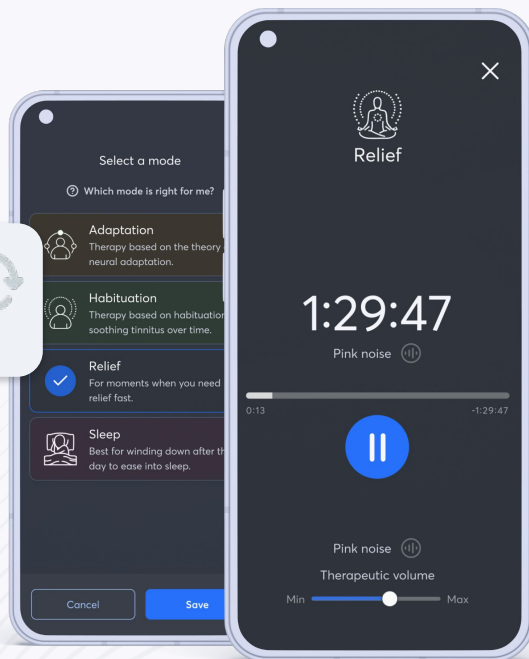 Select a mode
Which mode is right for me?
Adaptation
Therapy based on the theory
neural adaptation.
Habituation
Therapy based on habituation
soothing tinnitus over time.
Relief
For moments when you need
relief fast.
Sleep
Best for winding down after
day to ease into sleep.
Cancel
Save
Relief
1:29:47
Pink noise
0:13
-1:29:47
Pink noise
Therapeutic volume
Min
Max